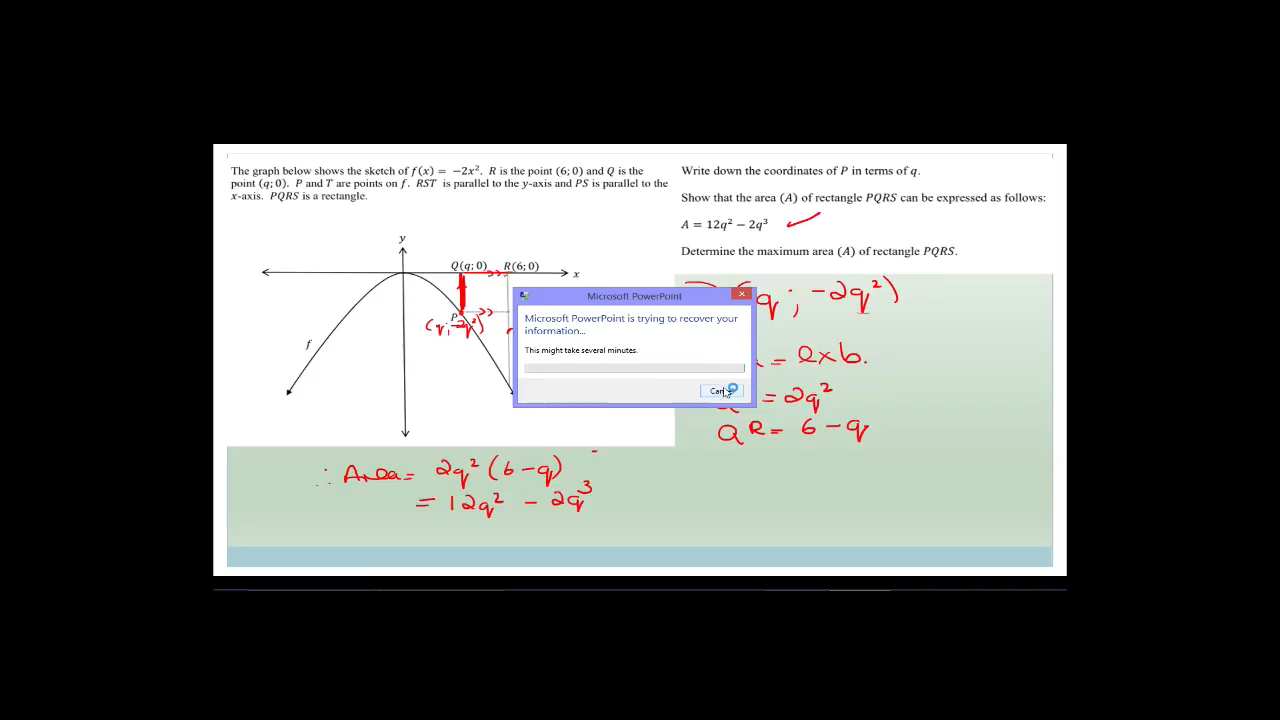 The graph below shows the sketch of f(x) = −2x². R is the point (6; 0) and Q is the
point (q; 0). P and T are points on f. RST is parallel to the y-axis and PS is parallel to the
x-axis. PQRS is a rectangle.
y
Q(q; 0)
R(6; 0)
x
P
(q; -2q²)
f
Write down the coordinates of P in terms of q.
Show that the area (A) of rectangle PQRS can be expressed as follows:
A = 12q² − 2q³
Determine the maximum area (A) of rectangle PQRS.
q ; -2q²)
= l×b.
= 2q²
QR = 6 - q
Microsoft PowerPoint
Microsoft PowerPoint is trying to recover your
information...
This might take several minutes.
∴ Area = 2q² (6 - q)
= 12q² - 2q³